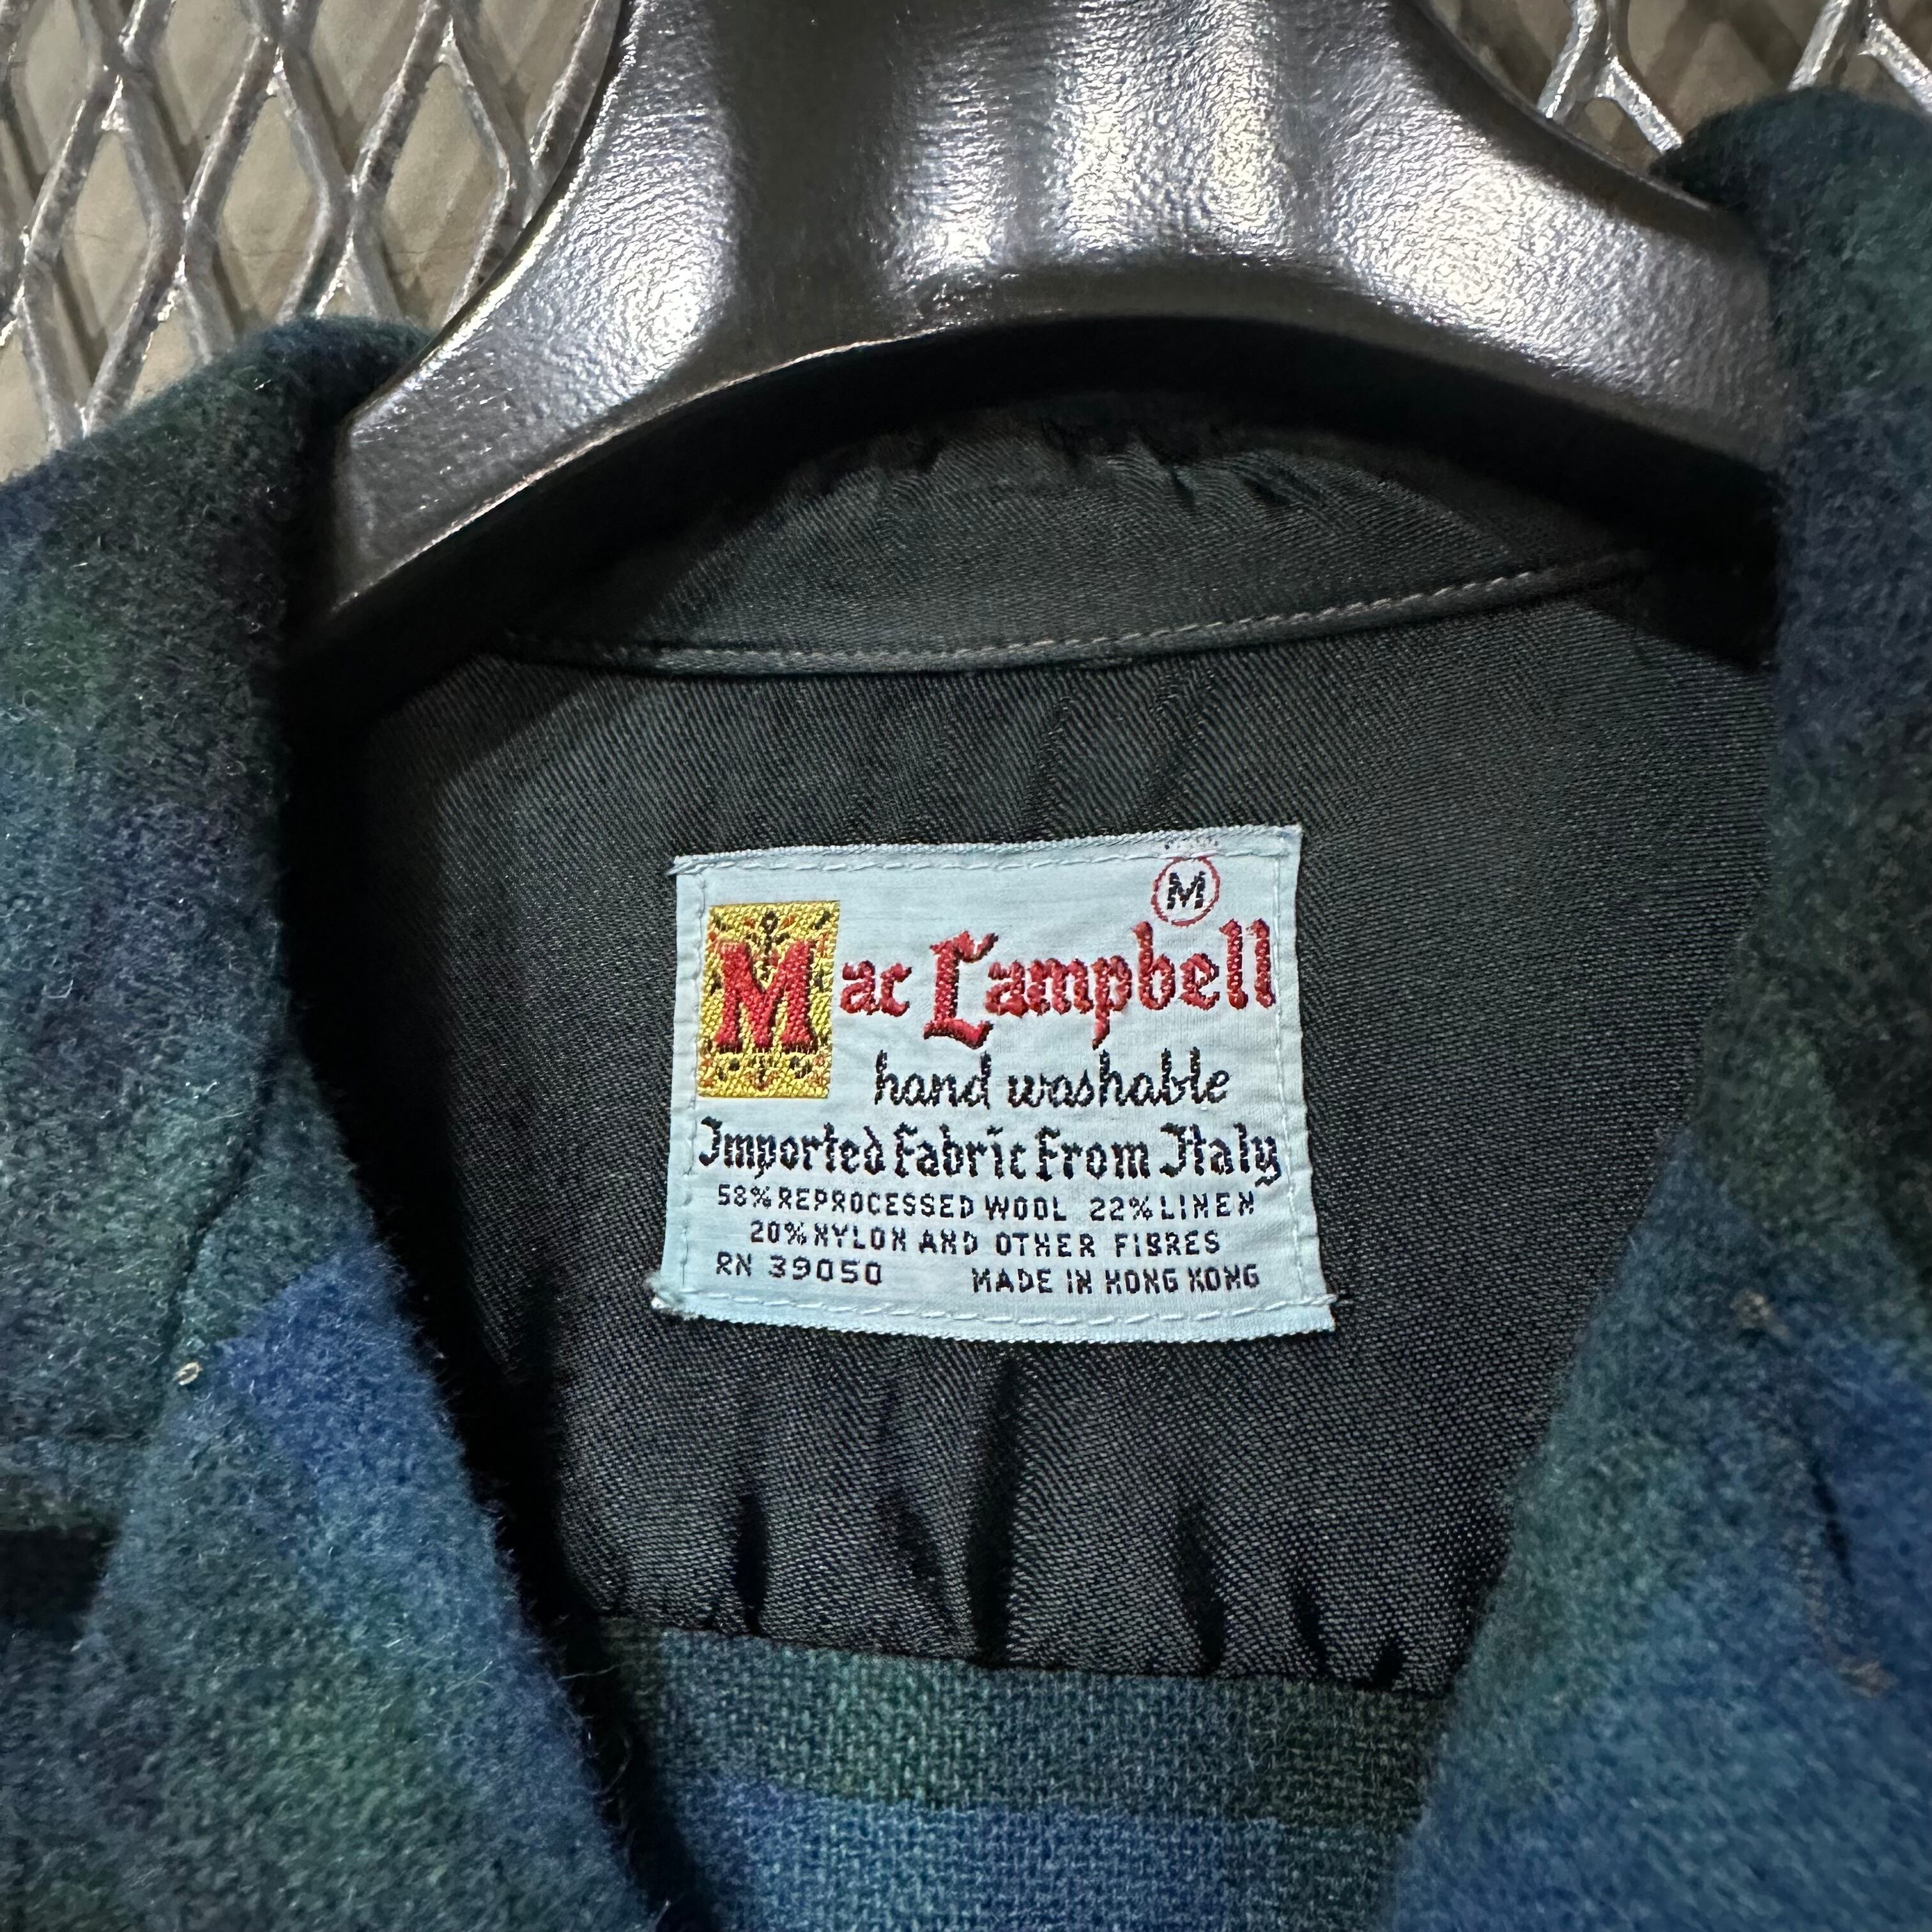 M
Mac Campbell
hand washable
Imported Fabric From Italy
58% REPROCESSED WOOL 22% LINEN
20% NYLON AND OTHER FIBRES
RN 39050 MADE IN HONG KONG